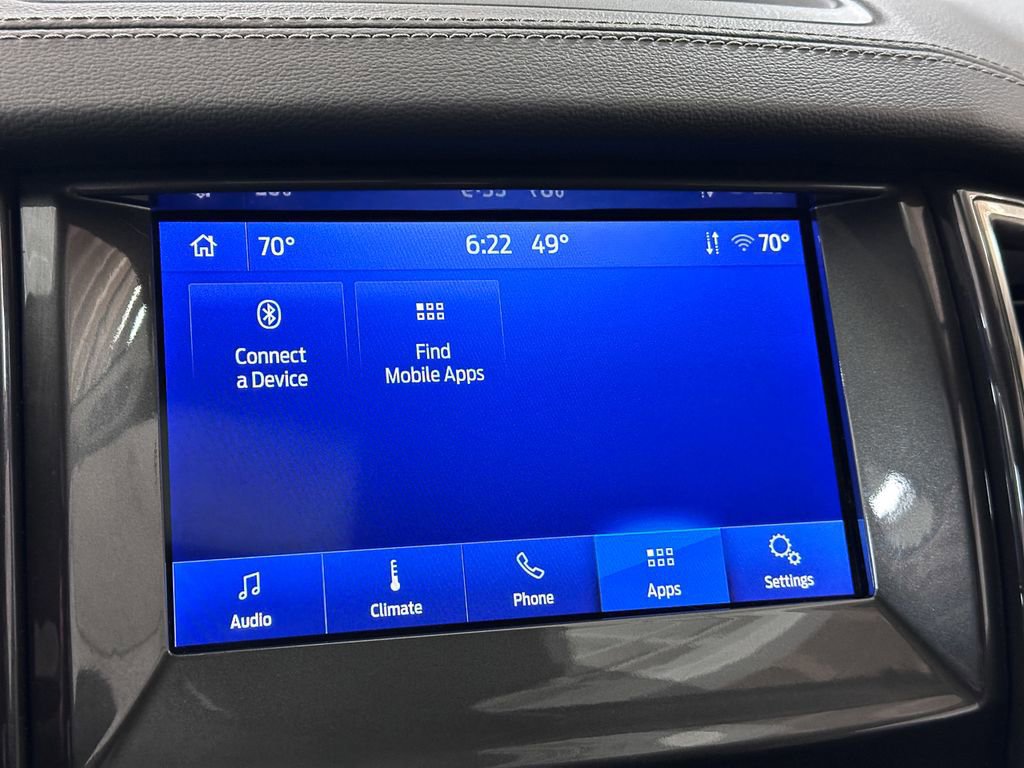 70° 6:22 49° 70°
Connect
a Device
Find
Mobile Apps
Audio Climate Phone Apps Settings